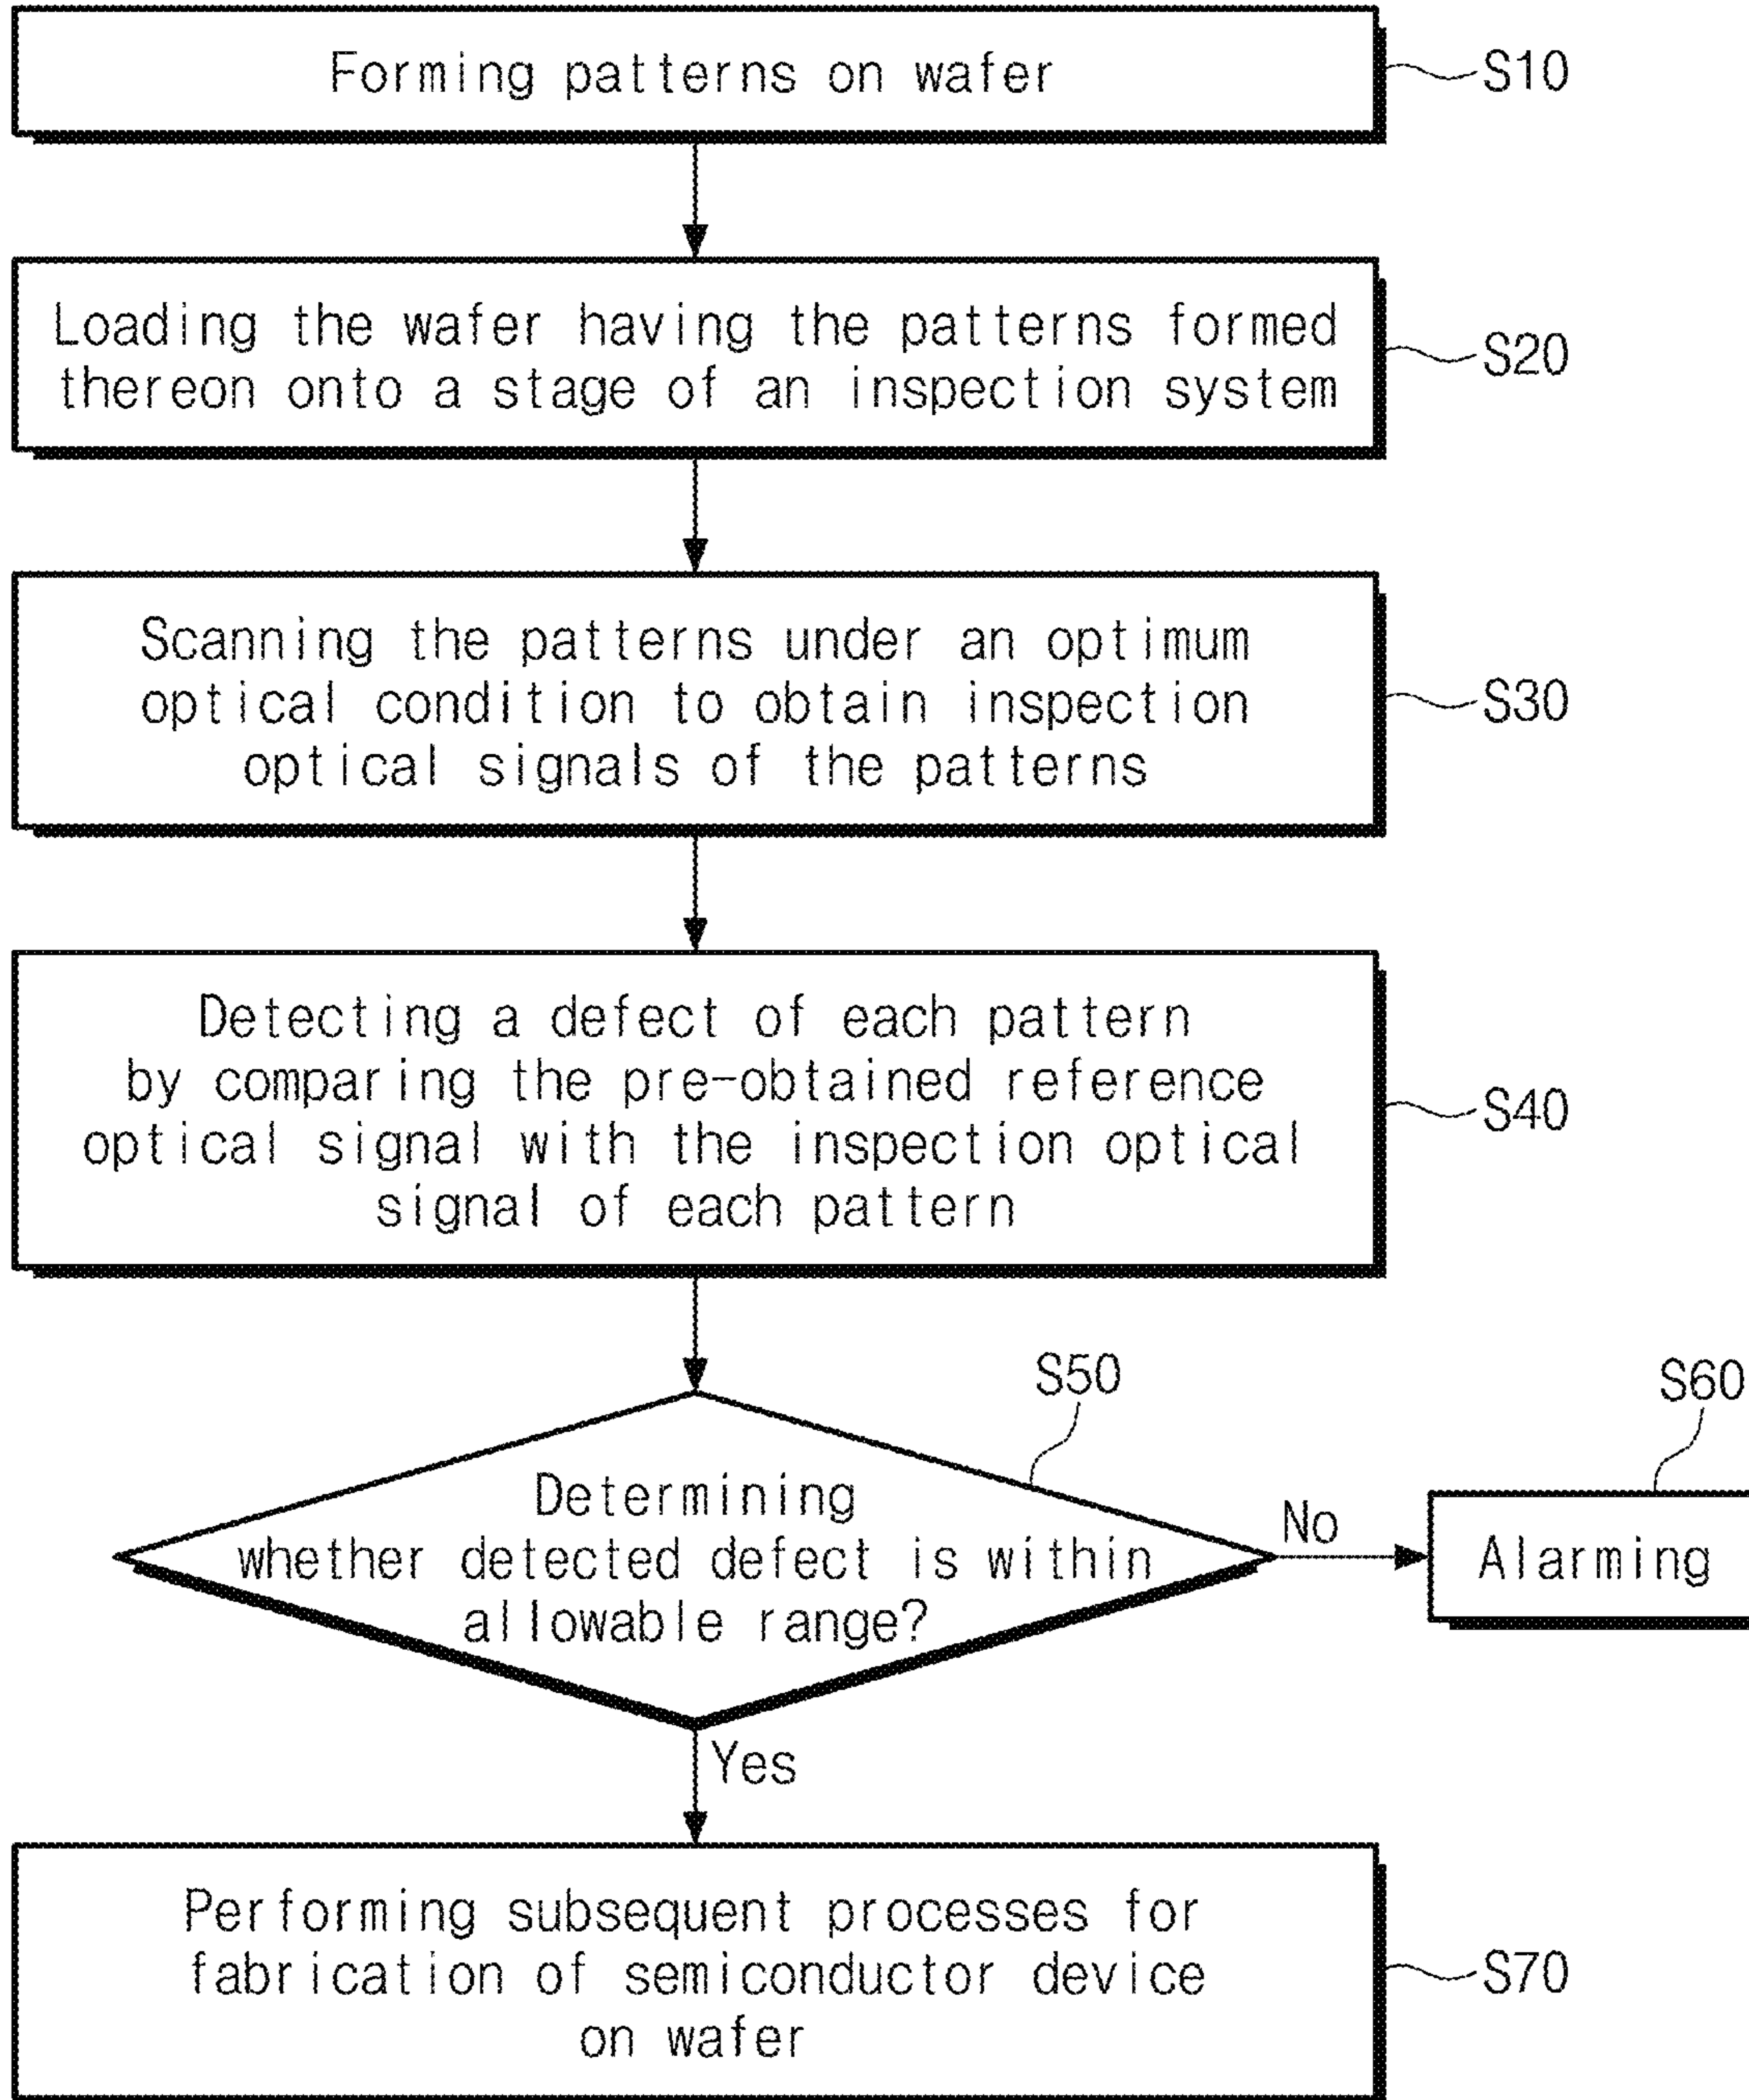 Forming patterns on wafer
S10
Loading the wafer having the patterns formed
thereon onto a stage of an inspection system
S20
Scanning the patterns under an optimum
optical condition to obtain inspection
optical signals of the patterns
S30
Detecting a defect of each pattern
by comparing the pre-obtained reference
optical signal with the inspection optical
signal of each pattern
S40
S50
Determining
whether detected defect is within
allowable range?
No
S60
Alarming
Yes
Performing subsequent processes for
fabrication of semiconductor device
on wafer
S70